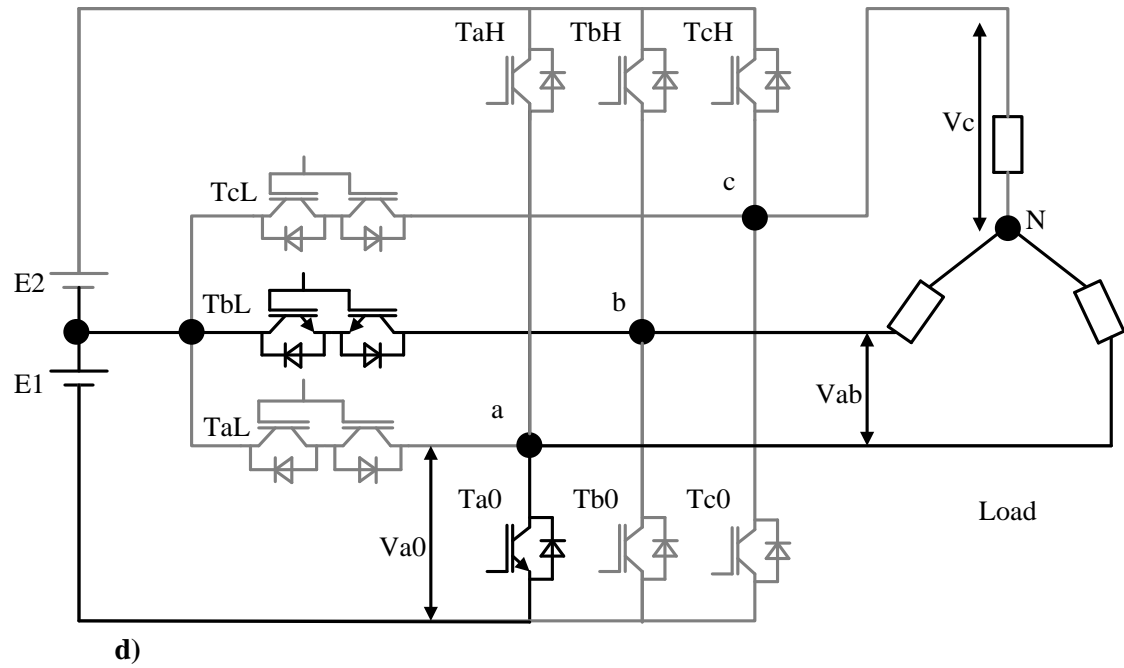 TaH
TbH
TcH
Vc
TcL
c
N
E2
TbL
b
E1
TaL
a
Vab
Va0
Ta0
Tb0
Tc0
Load
d)